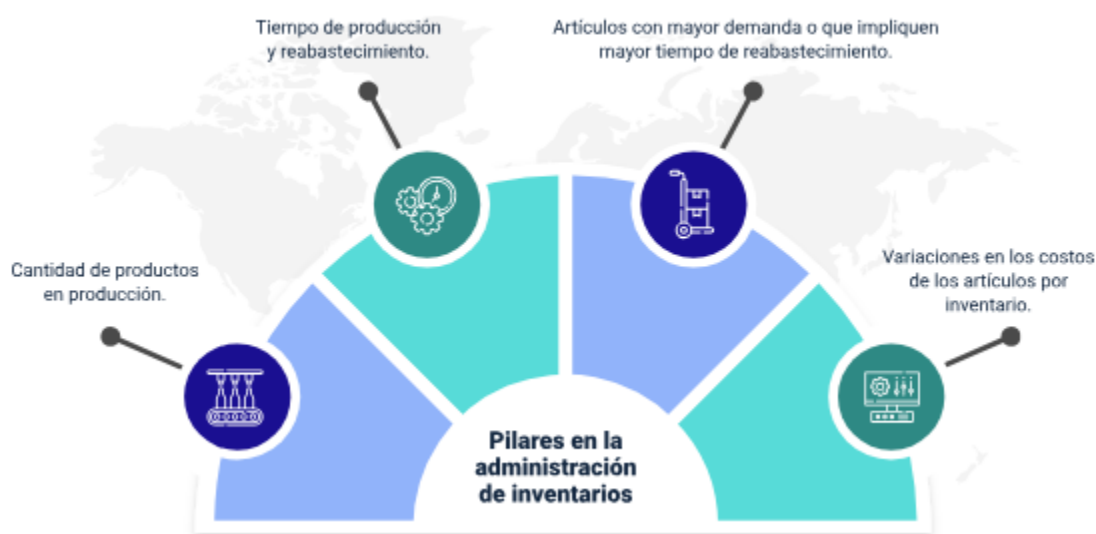 Tiempo de producción
y reabastecimiento.
Artículos con mayor demanda o que impliquen
mayor tiempo de reabastecimiento.
Cantidad de productos
en producción.
Variaciones en los costos
de los artículos por
inventario.
Pilares en la
administración
de inventarios